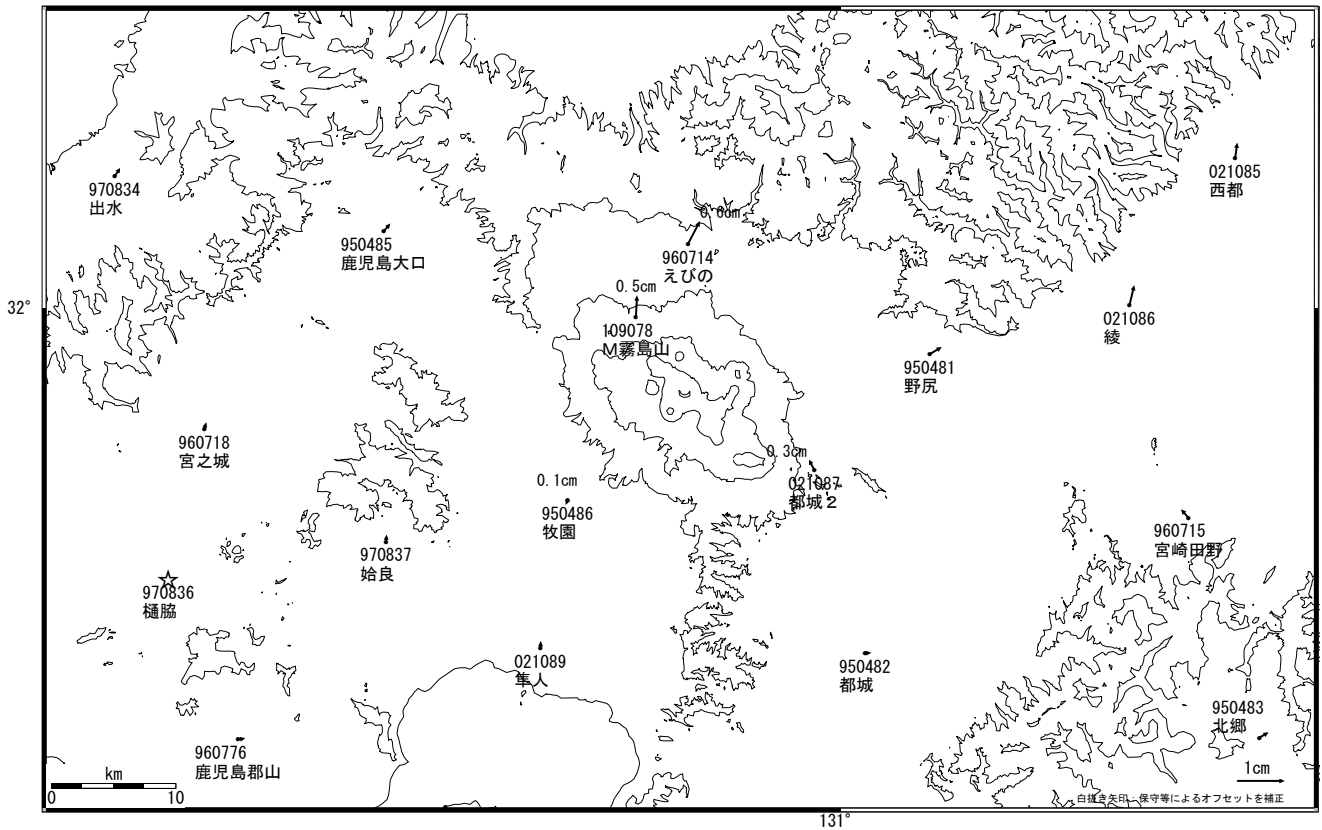 021085
西都
970834
出水
0.0cm
950485
鹿児島大口
960714
えびの
0.5cm
32°
021086
綾
109078
M霧島山
950481
野尻
960718
宮之城
0.3cm
021087
都城2
0.1cm
950486
牧園
960715
宮崎田野
970837
姶良
970836
樋脇
021089
隼人
950482
都城
950483
北郷
960776
鹿児島郡山
km
0 10
1cm
白抜き矢印:保守等によるオフセットを補正
131°